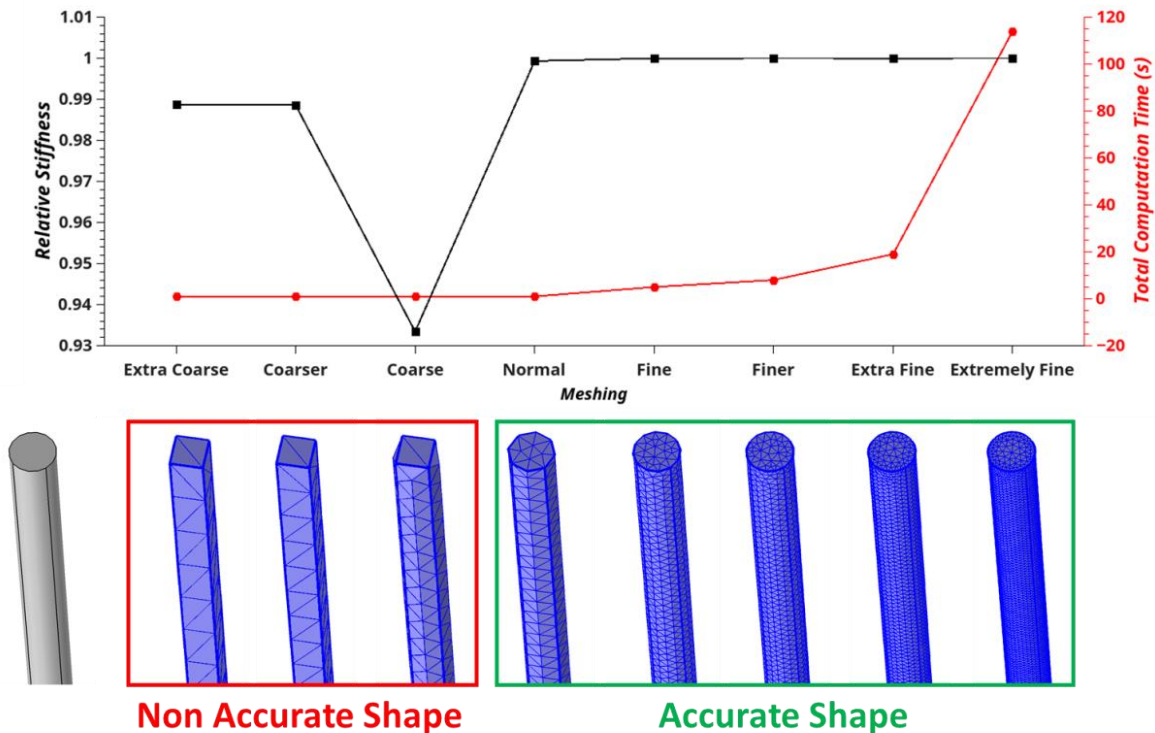 1.01
1
0.99
0.98
0.97
0.96
0.95
0.94
0.93
Relative Stiffness
120
100
80
60
40
20
0
−20
Total Computation Time (s)
Extra Coarse
Coarser
Coarse
Normal
Fine
Finer
Extra Fine
Extremely Fine
Meshing
Non Accurate Shape
Accurate Shape